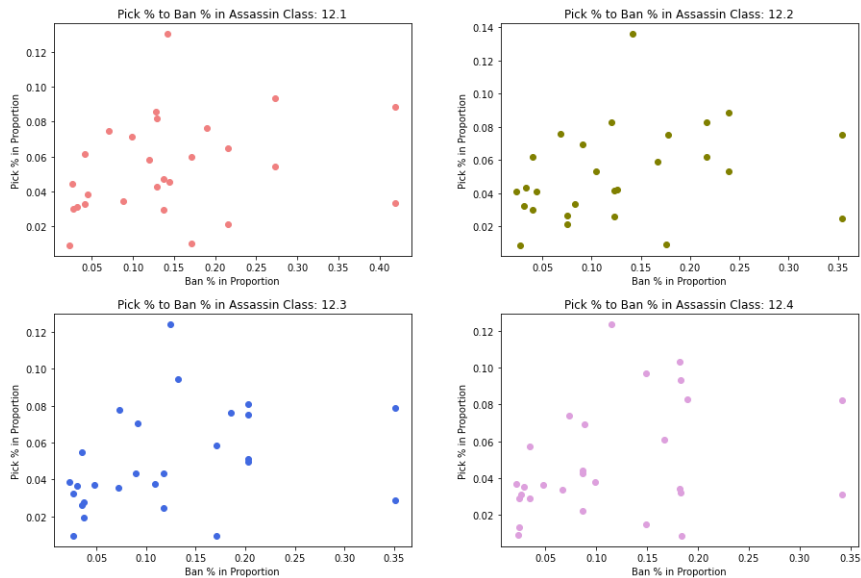 Pick % to Ban % in Assassin Class: 12.1
0.12
0.10
0.08
0.06
0.04
0.02
Pick % in Proportion
0.05 0.10 0.15 0.20 0.25 0.30 0.35 0.40
Ban % in Proportion
Pick % to Ban % in Assassin Class: 12.2
0.14
0.12
0.10
0.08
0.06
0.04
0.02
Pick % in Proportion
0.05 0.10 0.15 0.20 0.25 0.30 0.35
Ban % in Proportion
Pick % to Ban % in Assassin Class: 12.3
0.12
0.10
0.08
0.06
0.04
0.02
Pick % in Proportion
0.05 0.10 0.15 0.20 0.25 0.30 0.35
Ban % in Proportion
Pick % to Ban % in Assassin Class: 12.4
0.12
0.10
0.08
0.06
0.04
0.02
Pick % in Proportion
0.05 0.10 0.15 0.20 0.25 0.30 0.35
Ban % in Proportion